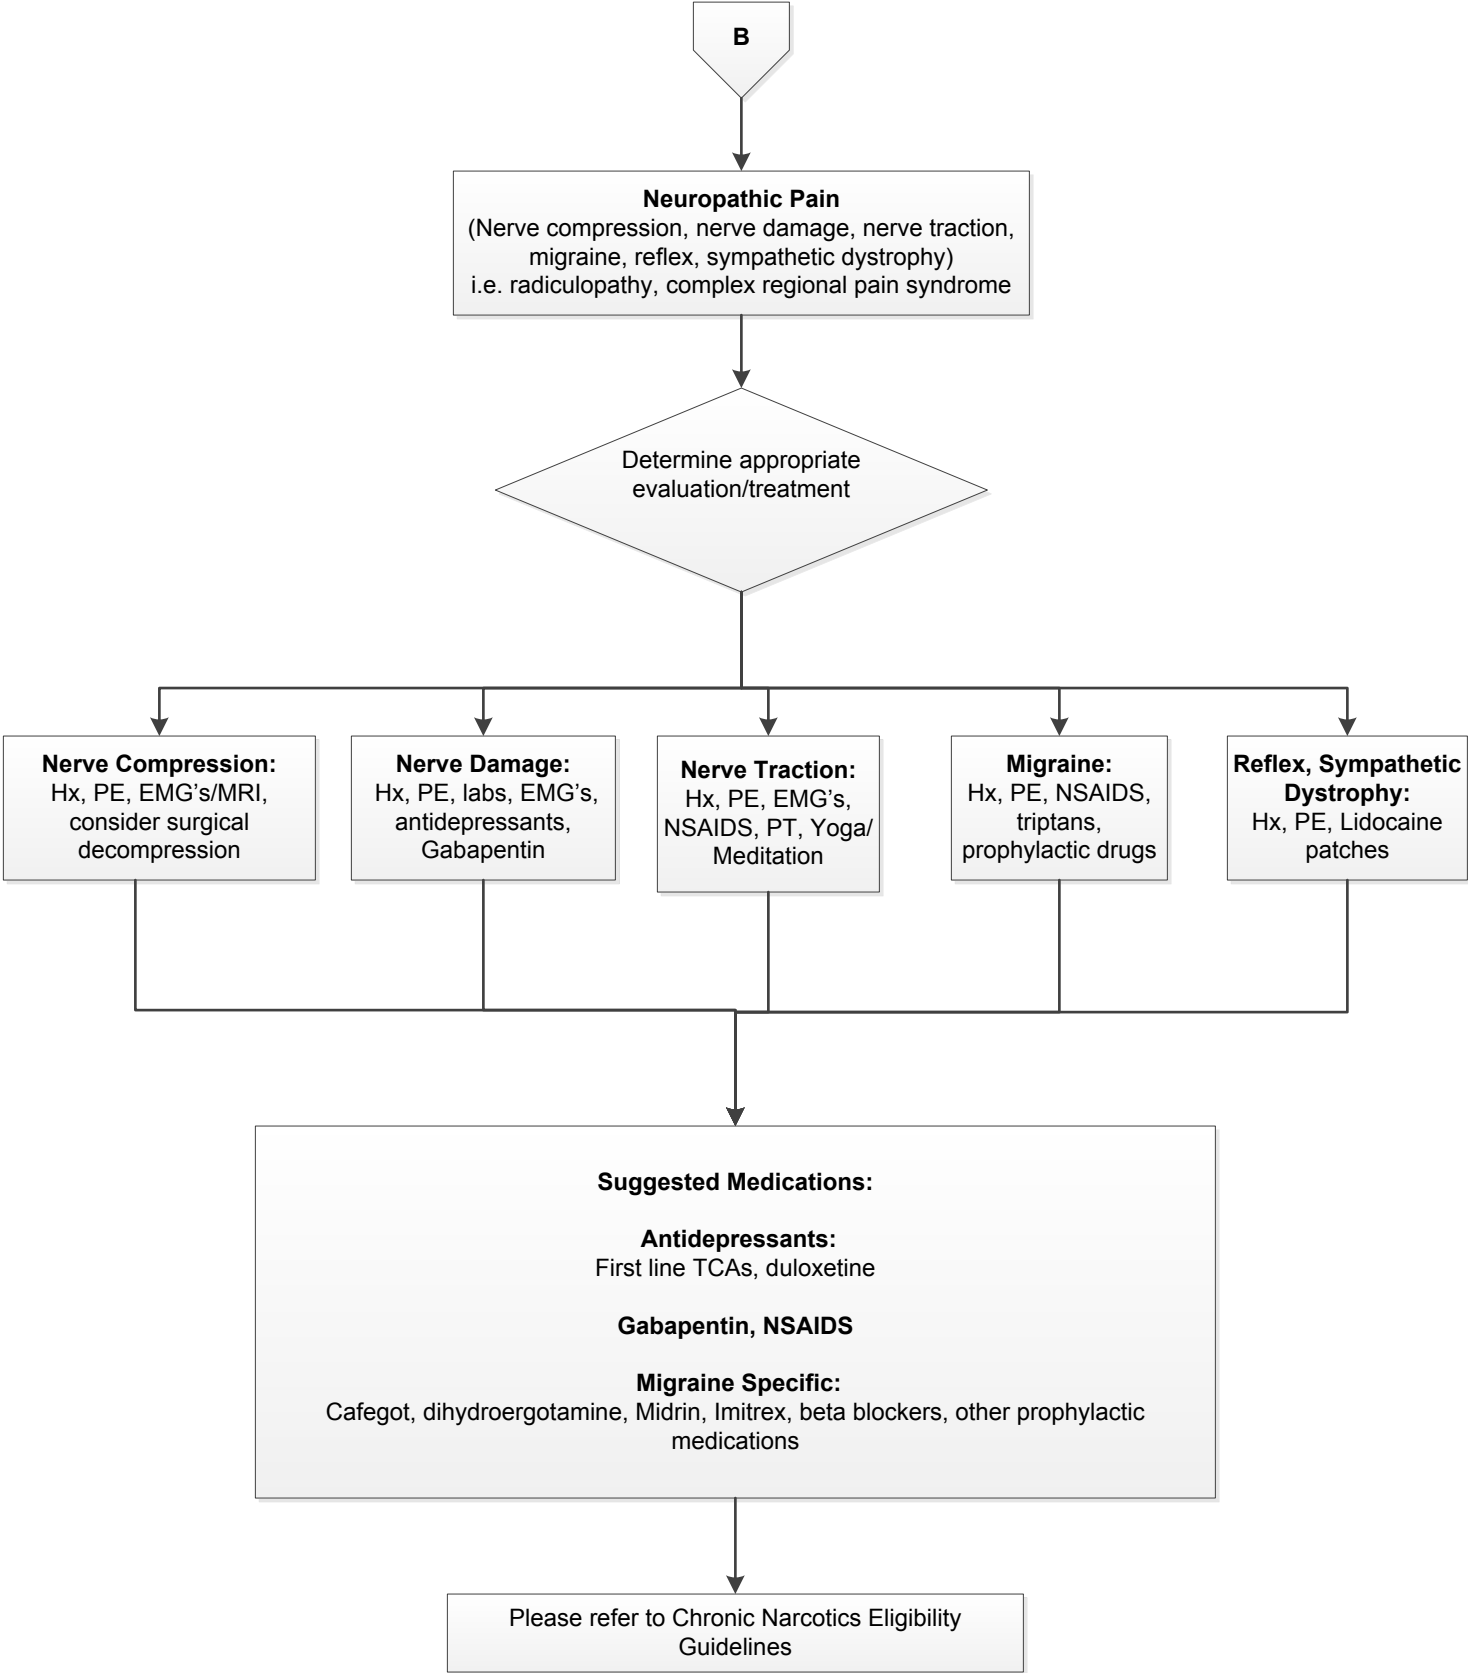 B
Neuropathic Pain
(Nerve compression, nerve damage, nerve traction,
migraine, reflex, sympathetic dystrophy)
i.e. radiculopathy, complex regional pain syndrome
Determine appropriate
evaluation/treatment
Nerve Compression:
Hx, PE, EMG’s/MRI,
consider surgical
decompression
Nerve Damage:
Hx, PE, labs, EMG’s,
antidepressants,
Gabapentin
Nerve Traction:
Hx, PE, EMG’s,
NSAIDS, PT, Yoga/
Meditation
Migraine:
Hx, PE, NSAIDS,
triptans,
prophylactic drugs
Reflex, Sympathetic
Dystrophy:
Hx, PE, Lidocaine
patches
Suggested Medications:
Antidepressants:
First line TCAs, duloxetine
Gabapentin, NSAIDS
Migraine Specific:
Cafegot, dihydroergotamine, Midrin, Imitrex, beta blockers, other prophylactic
medications
Please refer to Chronic Narcotics Eligibility
Guidelines